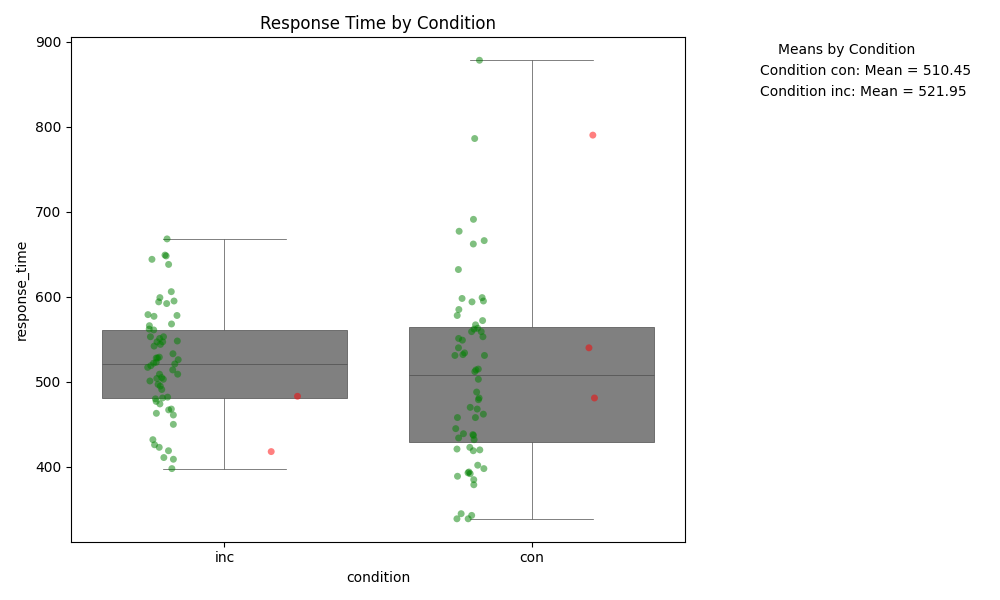 Response Time by Condition
Means by Condition
Condition con: Mean = 510.45
Condition inc: Mean = 521.95
900
800
700
600
500
400
response_time
inc
con
condition